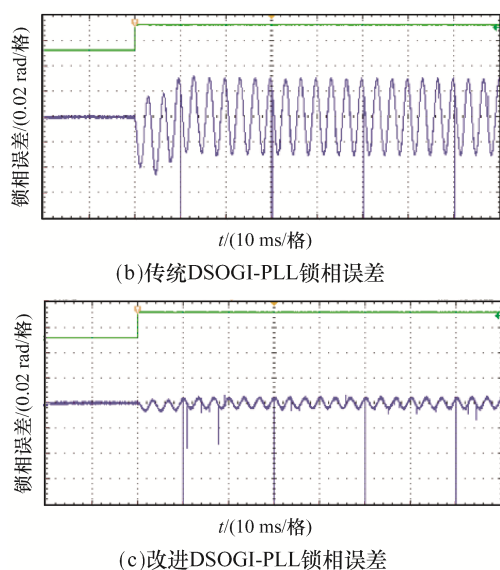 锁相误差/(0.02 rad/格)
t/(10 ms/格)
(b)传统DSOGI-PLL锁相误差
锁相误差/(0.02 rad/格)
t/(10 ms/格)
(c)改进DSOGI-PLL锁相误差